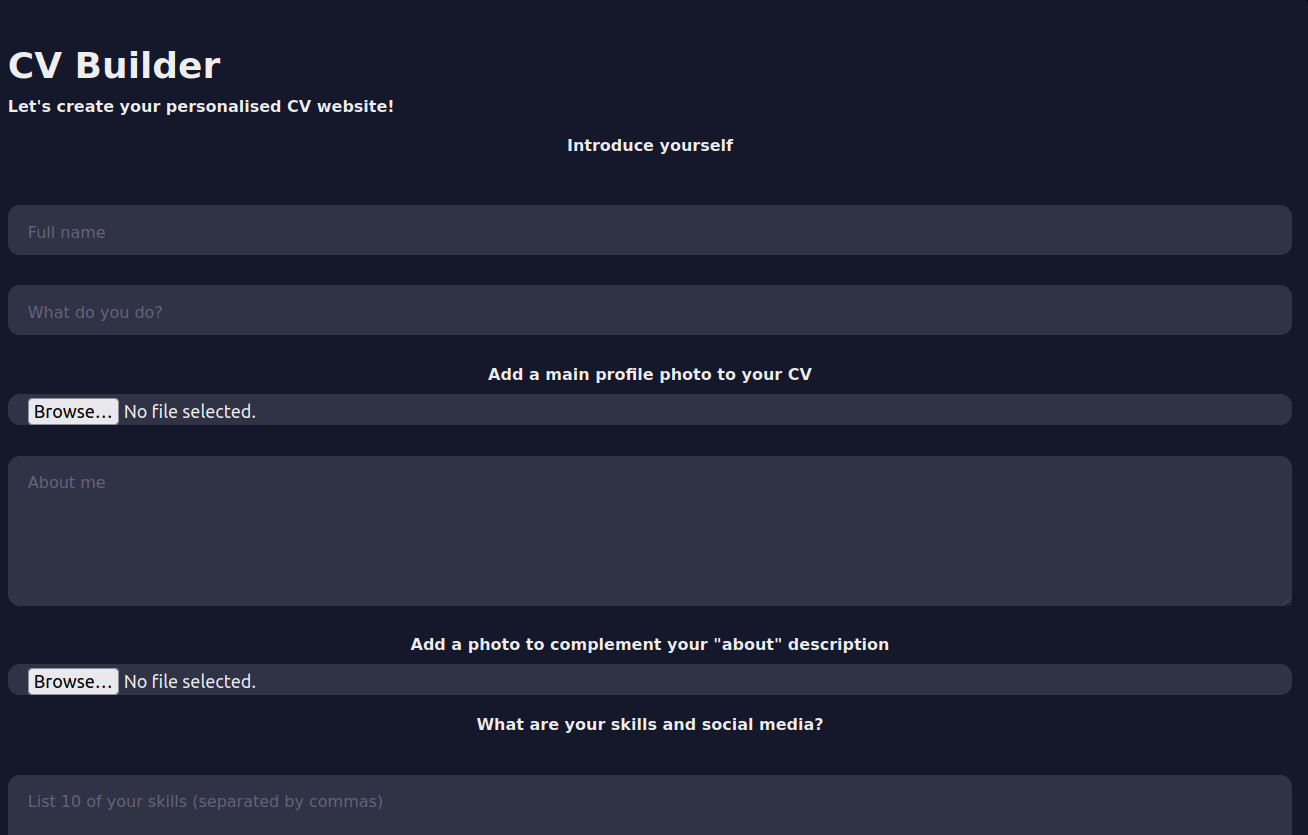 CV Builder
Let's create your personalised CV website!
Introduce yourself
Full name
What do you do?
Add a main profile photo to your CV
Browse... No file selected.
About me
Add a photo to complement your "about" description
Browse... No file selected.
What are your skills and social media?
List 10 of your skills (separated by commas)